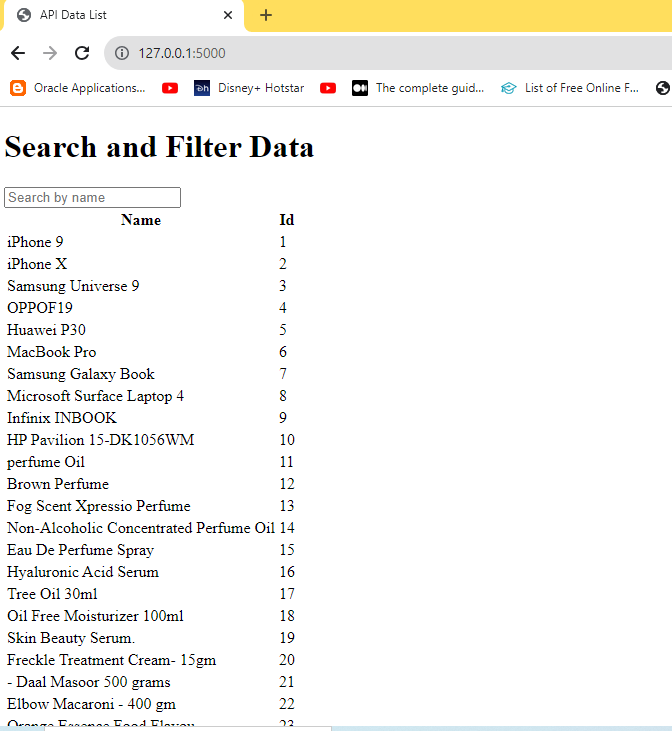 API Data List
127.0.0.1:5000
Oracle Applications... Disney+ Hotstar The complete guid... List of Free Online F...
Search and Filter Data
Search by name
Name Id
iPhone 9 1
iPhone X 2
Samsung Universe 9 3
OPPOF19 4
Huawei P30 5
MacBook Pro 6
Samsung Galaxy Book 7
Microsoft Surface Laptop 4 8
Infinix INBOOK 9
HP Pavilion 15-DK1056WM 10
perfume Oil 11
Brown Perfume 12
Fog Scent Xpressio Perfume 13
Non-Alcoholic Concentrated Perfume Oil 14
Eau De Perfume Spray 15
Hyaluronic Acid Serum 16
Tree Oil 30ml 17
Oil Free Moisturizer 100ml 18
Skin Beauty Serum. 19
Freckle Treatment Cream- 15gm 20
- Daal Masoor 500 grams 21
Elbow Macaroni - 400 gm 22
Orange Essence Food Flavou 23